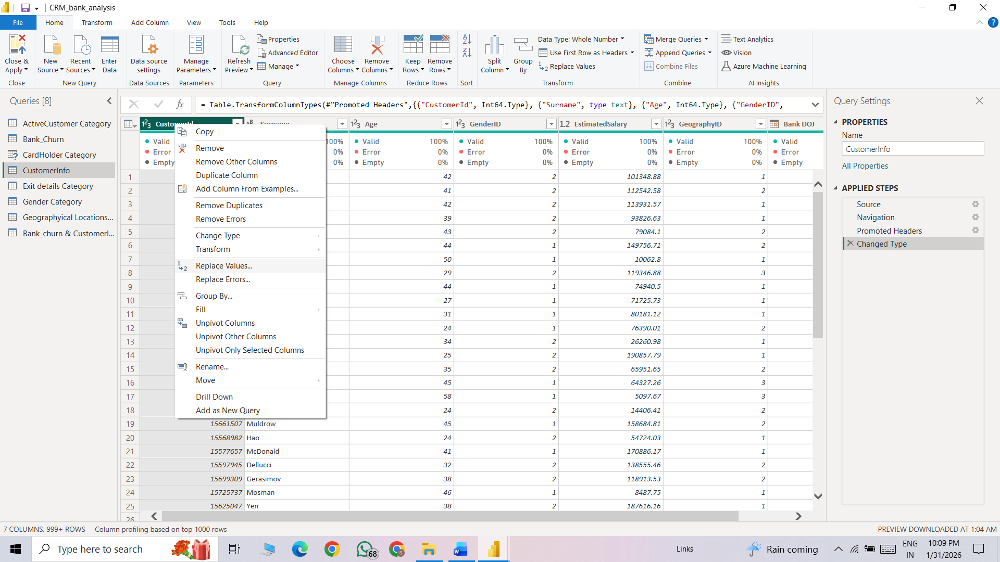 CRM_bank_analysis
File
Home
Transform
Add Column
View
Tools
Help
Close &
Apply
Close
New
Source
Recent
Sources
Enter
Data
New Query
Data source
settings
Data Sources
Manage
Parameters
Parameters
Refresh
Preview
Properties
Advanced Editor
Manage
Query
Choose
Columns
Remove
Columns
Manage Columns
Keep
Rows
Remove
Rows
Reduce Rows
Sort
Split
Column
Group
By
Data Type: Whole Number
Use First Row as Headers
Replace Values
Transform
Merge Queries
Append Queries
Combine Files
Combine
Text Analytics
Vision
Azure Machine Learning
AI Insights
Queries [8]
ActiveCustomer Category
Bank_Churn
CardHolder Category
CustomerInfo
Exit details Category
Gender Category
Geographyical Locations...
Bank_churn & CustomerI...
fx
= Table.TransformColumnTypes(#"Promoted Headers",{{"CustomerId", Int64.Type}, {"Surname", type text}, {"Age", Int64.Type}, {"GenderID",
CustomerId Surname Age GenderID EstimatedSalary GeographyID Bank DOJ
Valid 100% Valid 100% Valid 100% Valid 100% Valid 100% Valid
Error 0% Error 0% Error 0% Error 0% Error 0% Error
Empty 0% Empty 0% Empty 0% Empty 0% Empty 0% Empty
1 42 2 101348.88 1
2 41 2 112542.58 2
3 42 2 113931.57 1
4 39 2 93826.63 1
5 43 2 79084.1 2
6 44 1 149756.71 2
7 50 1 10062.8 1
8 29 2 119346.88 3
9 44 1 74940.5 1
10 27 1 71725.73 1
11 31 1 80181.12 1
12 24 1 76390.01 2
13 34 2 26260.98 1
14 25 2 190857.79 1
15 35 2 65951.65 2
16 45 1 64327.26 3
17 58 1 5097.67 3
18 24 2 14406.41 2
19 15661507 Muldrow 45 1 158684.81 2
20 15568982 Hao 24 2 54724.03 1
21 15577657 McDonald 41 1 170886.17 1
22 15597945 Dellucci 32 2 138555.46 2
23 15699309 Gerasimov 38 2 118913.53 2
24 15725737 Mosman 46 1 8487.75 1
25 15625047 Yen 38 2 187616.16 1
26
Copy
Remove
Remove Other Columns
Duplicate Column
Add Column From Examples...
Remove Duplicates
Remove Errors
Change Type
Transform
Replace Values...
Replace Errors...
Group By...
Fill
Unpivot Columns
Unpivot Other Columns
Unpivot Only Selected Columns
Rename...
Move
Drill Down
Add as New Query
Query Settings
PROPERTIES
Name
CustomerInfo
All Properties
APPLIED STEPS
Source
Navigation
Promoted Headers
Changed Type
7 COLUMNS, 999+ ROWS Column profiling based on top 1000 rows
PREVIEW DOWNLOADED AT 1:04 AM
Type here to search
68
Links
Rain coming
ENG
IN
10:09 PM
1/31/2026